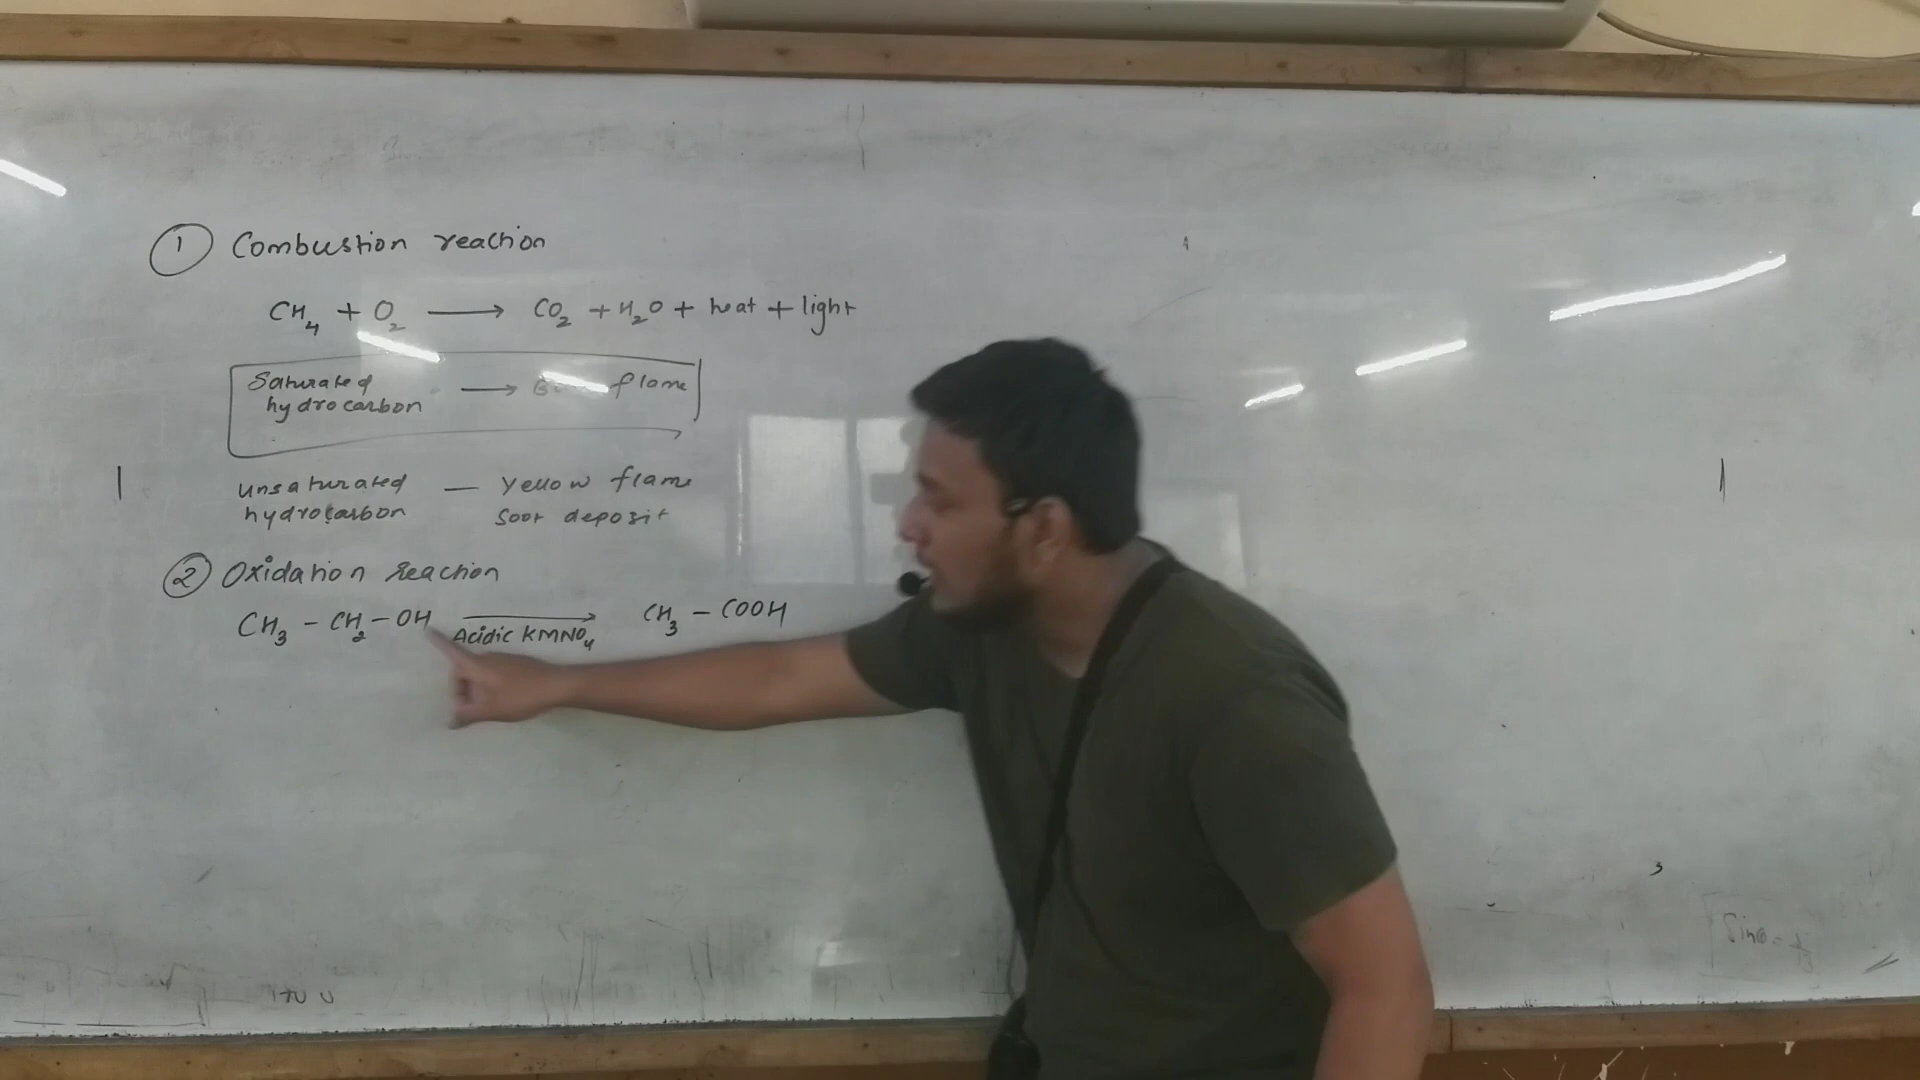 1 Combustion reaction
CH4 + O2 ⟶ CO2 + H2O + heat + light
Saturated hydrocarbon ⟶ flame
Unsaturated hydrocarbon — Yellow flame
Soot deposit
2 Oxidation reaction
CH3 – CH2 – OH ⟶ CH3 – COOH
Acidic KMNO4